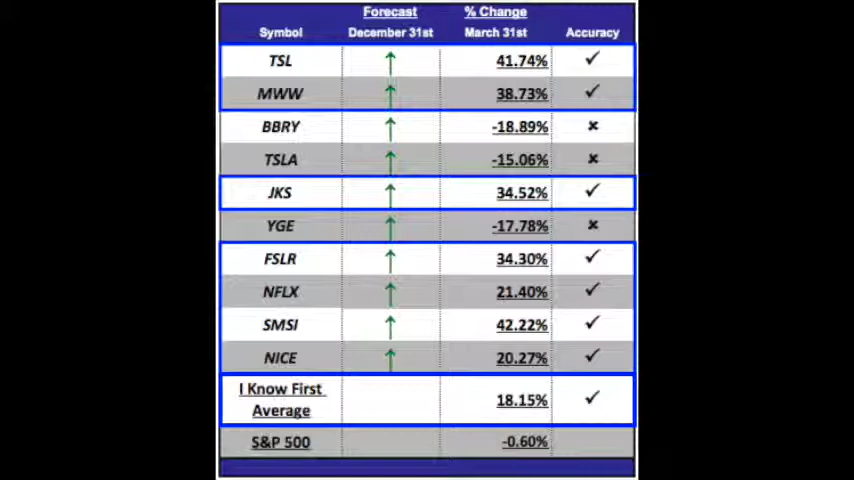 Forecast % Change
Symbol December 31st March 31st Accuracy
TSL ↑ 41.74% ✓
MWW ↑ 38.73% ✓
BBRY ↑ -18.89% ✗
TSLA ↑ -15.06% ✗
JKS ↑ 34.52% ✓
YGE ↑ -17.78% ✗
FSLR ↑ 34.30% ✓
NFLX ↑ 21.40% ✓
SMSI ↑ 42.22% ✓
NICE ↑ 20.27% ✓
I Know First
Average 18.15% ✓
S&P 500 -0.60%